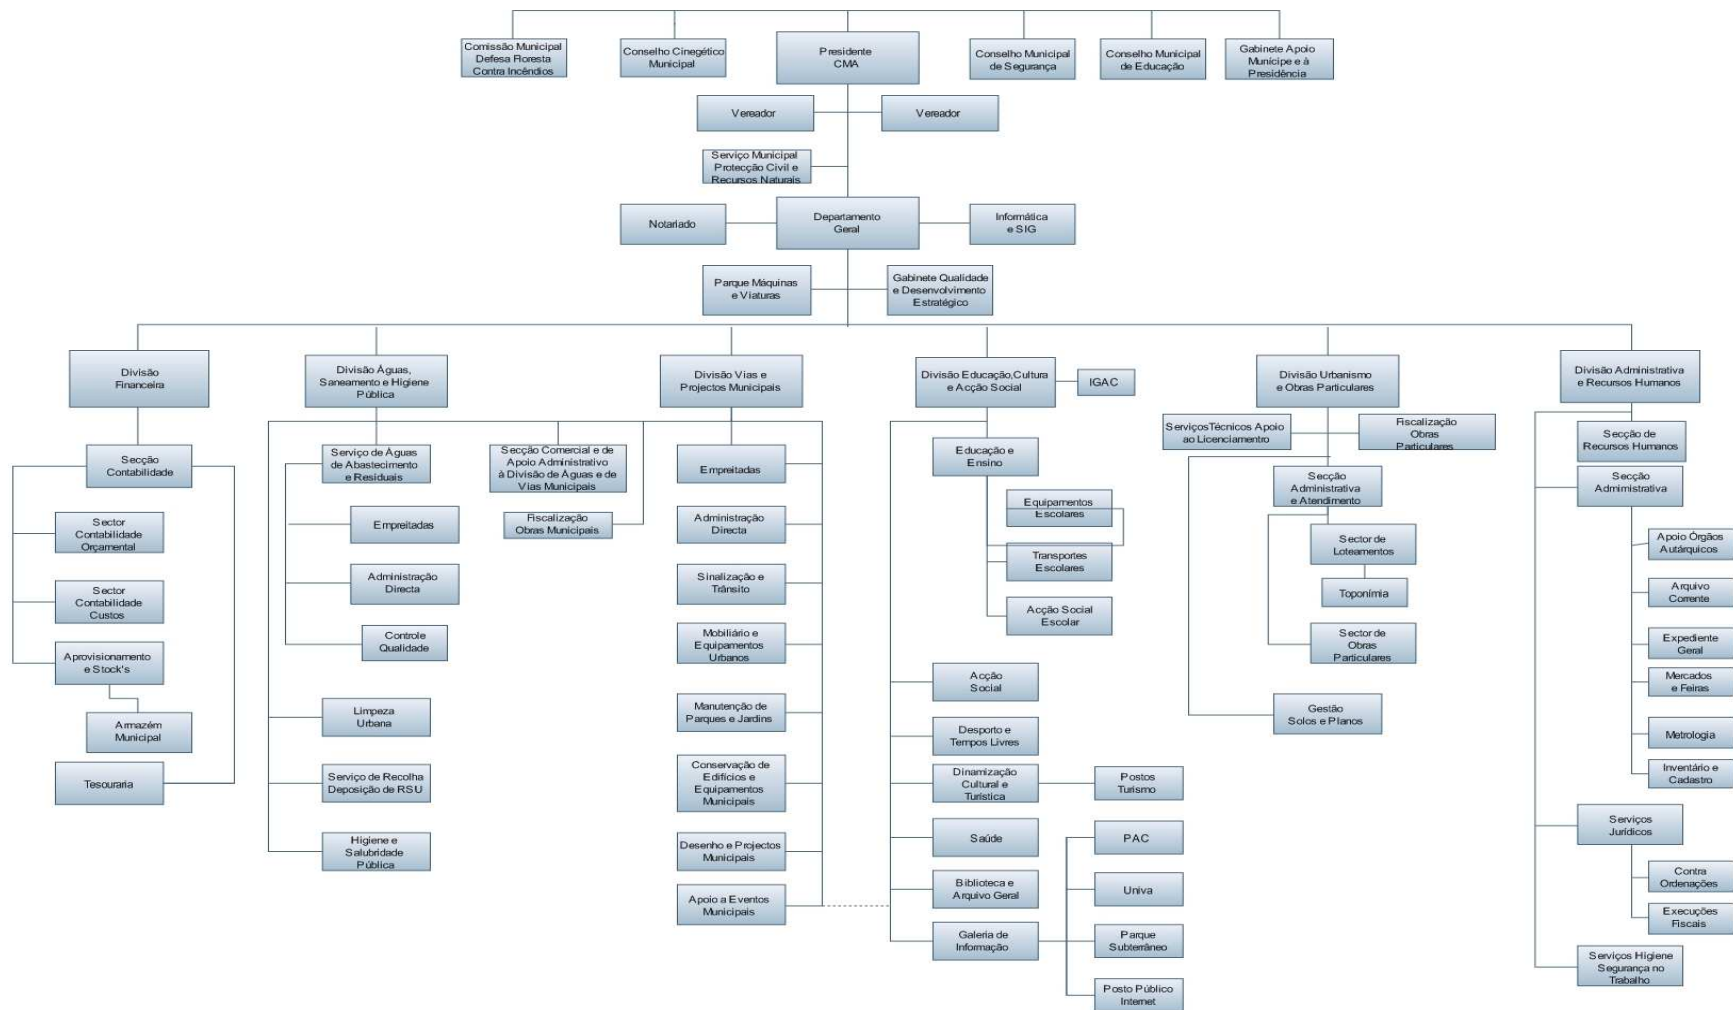 Comissão Municipal
Defesa Floresta
Contra Incêndios
Conselho Cinegético
Municipal
Presidente
CMA
Conselho Municipal
de Segurança
Conselho Municipal
de Educação
Gabinete Apoio
Munícipe e à
Presidência
Vereador
Vereador
Serviço Municipal
Protecção Civil e
Recursos Naturais
Notariado
Departamento
Geral
Informática
e SIG
Parque Máquinas
e Viaturas
Gabinete Qualidade
e Desenvolvimento
Estratégico
Divisão
Financeira
Divisão Águas,
Saneamento e Higiene
Pública
Divisão Vias e
Projectos Municipais
Divisão Educação,Cultura
e Acção Social
IGAC
Divisão Urbanismo
e Obras Particulares
Divisão Administrativa
e Recursos Humanos
Secção
Contabilidade
Sector
Contabilidade
Orçamental
Sector
Contabilidade
Custos
Aprovisionamento
e Stock's
Armazém
Municipal
Tesouraria
Serviço de Águas
de Abastecimento
e Residuais
Empreitadas
Administração
Directa
Controle
Qualidade
Limpeza
Urbana
Serviço de Recolha
Deposição de RSU
Higiene e
Salubridade
Pública
Secção Comercial e de
Apoio Administrativo
à Divisão de Águas e de
Vias Municipais
Fiscalização
Obras Municipais
Empreitadas
Administração
Directa
Sinalização e
Trânsito
Mobiliário e
Equipamentos
Urbanos
Manutenção de
Parques e Jardins
Conservação de
Edifícios e
Equipamentos
Municipais
Desenho e Projectos
Municipais
Apoio a Eventos
Municipais
Educação e
Ensino
Equipamentos
Escolares
Transportes
Escolares
Acção Social
Escolar
Acção
Social
Desporto e
Tempos Livres
Dinamização
Cultural e
Turística
Postos
Turismo
Saúde
Biblioteca e
Arquivo Geral
Galeria de
Informação
PAC
Univa
Parque
Subterrâneo
Posto Público
Internet
ServiçosTécnicos Apoio
ao Licenciamento
Fiscalização
Obras
Particulares
Secção
Administrativa
e Atendimento
Sector de
Loteamentos
Toponímia
Sector de
Obras
Particulares
Gestão
Solos e Planos
Secção de
Recursos Humanos
Secção
Admimistrativa
Apoio Órgãos
Autárquicos
Arquivo
Corrente
Expediente
Geral
Mercados
e Feiras
Metrologia
Inventário e
Cadastro
Serviços
Jurídicos
Contra
Ordenações
Execuções
Fiscais
Serviços Higiene
Segurança no
Trabalho